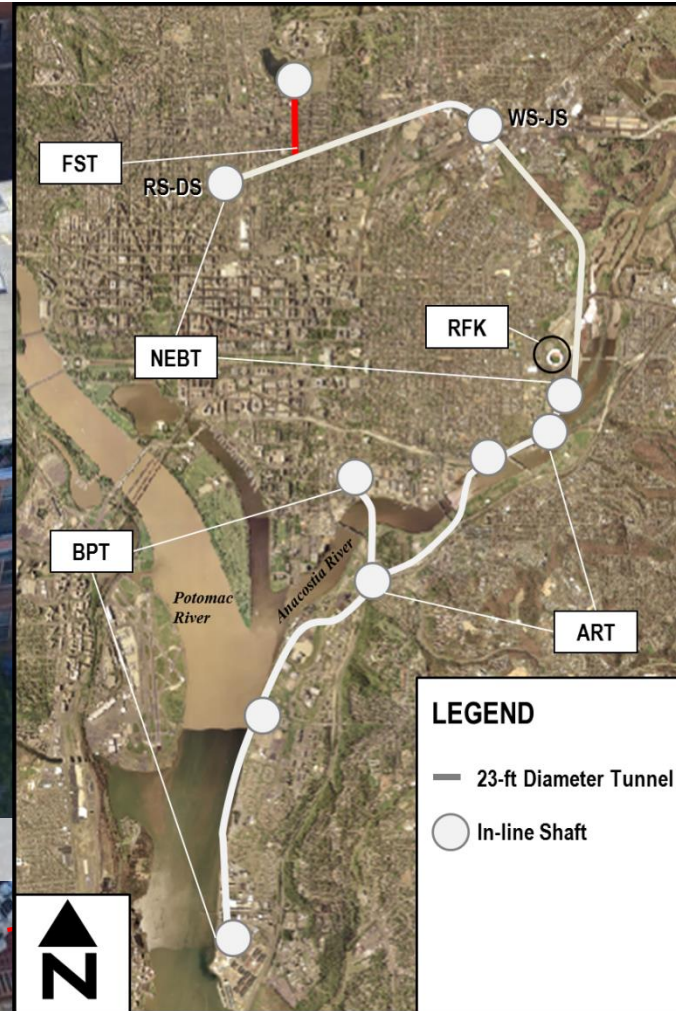 WS-JS
FST
RS-DS
RFK
NEBT
BPT
Potomac
River
Anacostia River
ART
LEGEND
23-ft Diameter Tunnel
In-line Shaft
N